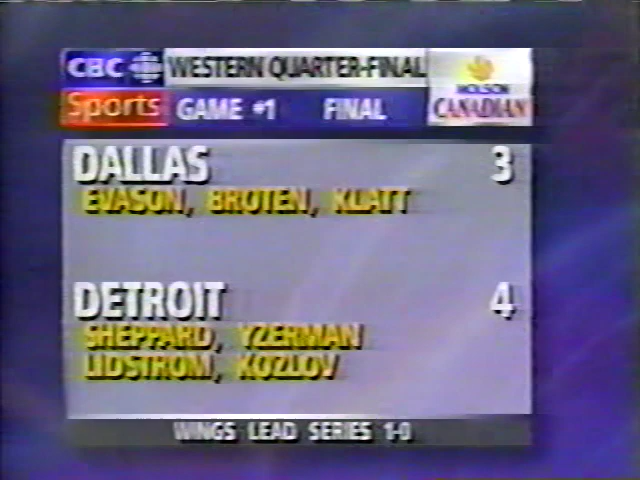 CBC WESTERN QUARTER-FINAL
Sports GAME #1 FINAL
MOLSON
CANADIAN
DALLAS 3
EVASON, BROTEN, KLATT
DETROIT 4
SHEPPARD, YZERMAN
LIDSTROM, KOZLOV
WINGS LEAD SERIES 1-0